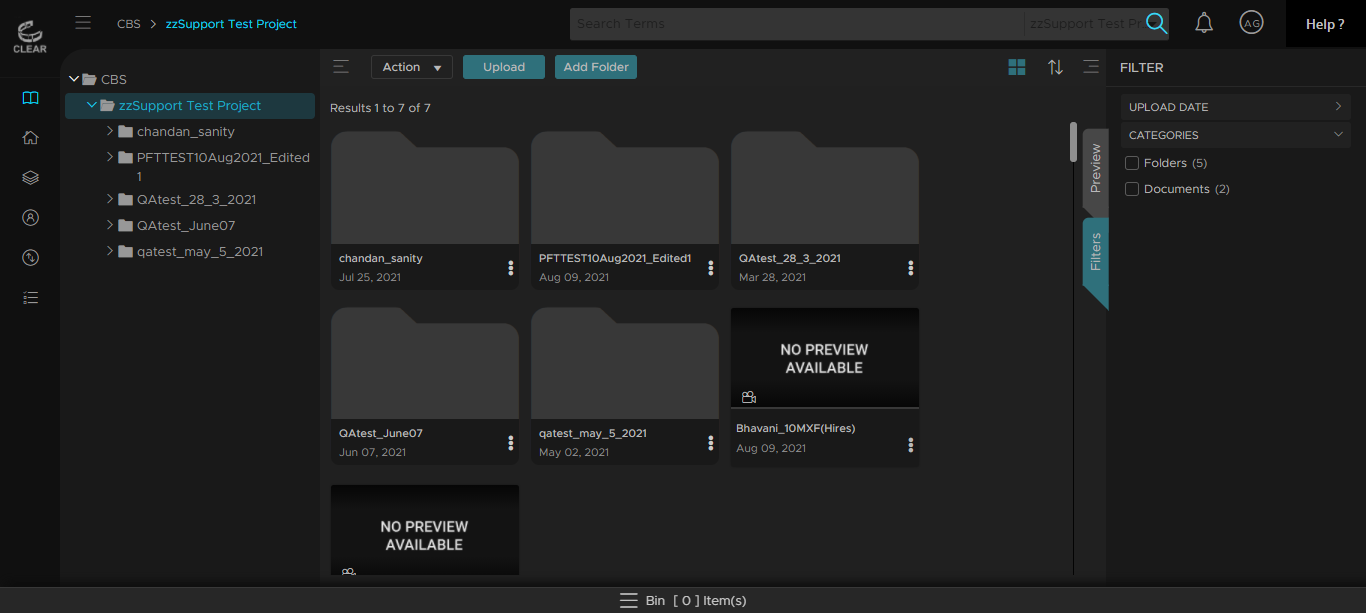 CLEAR
CBS > zzSupport Test Project
Search Terms
zzSupport Test Pr
AG
Help ?
CBS
zzSupport Test Project
chandan_sanity
PFTTEST10Aug2021_Edited
1
QAtest_28_3_2021
QAtest_June07
qatest_may_5_2021
Action
Upload
Add Folder
Results 1 to 7 of 7
chandan_sanity
Jul 25, 2021
PFTTEST10Aug2021_Edited1
Aug 09, 2021
QAtest_28_3_2021
Mar 28, 2021
QAtest_June07
Jun 07, 2021
qatest_may_5_2021
May 02, 2021
NO PREVIEW
AVAILABLE
Bhavani_10MXF(Hires)
Aug 09, 2021
NO PREVIEW
AVAILABLE
Preview
Filters
FILTER
UPLOAD DATE
CATEGORIES
Folders (5)
Documents (2)
Bin [ 0 ] Item(s)